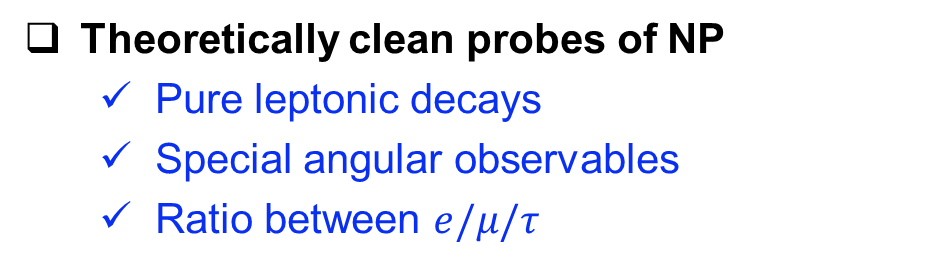 ❑ Theoretically clean probes of NP
✓ Pure leptonic decays
✓ Special angular observables
✓ Ratio between e/μ/τ